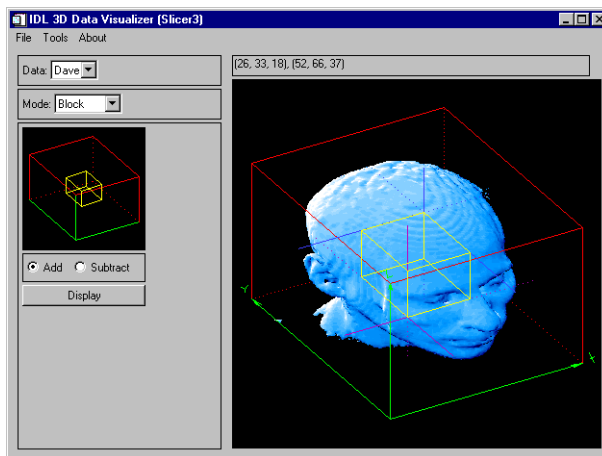 IDL 3D Data Visualizer (Slicer3)
File Tools About
Data: Dave
(26, 33, 18), (52, 66, 37)
Mode: Block
Add Subtract
Display
Y
X